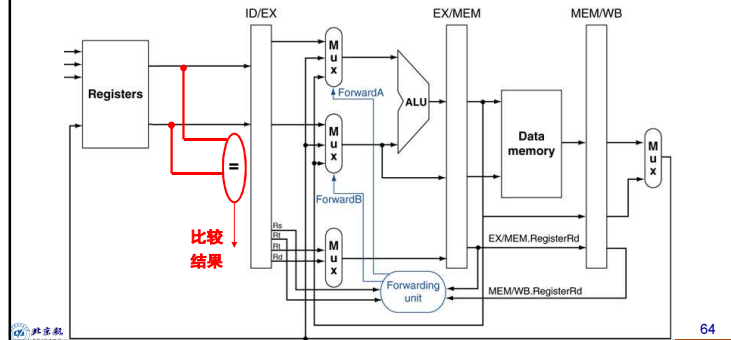 ID/EX
EX/MEM
MEM/WB
Registers
M
u
x
ForwardA
ALU
M
u
x
Data
memory
M
u
x
=
ForwardB
比较
结果
Rs
Rt
Rt
Rd
M
u
x
EX/MEM.RegisterRd
Forwarding
unit
MEM/WB.RegisterRd
64